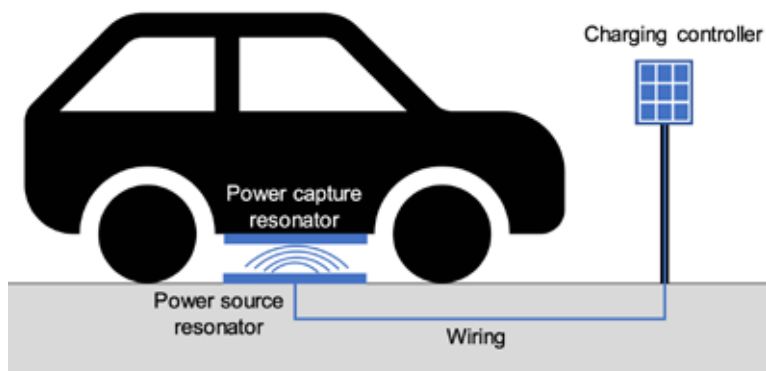 Charging controller
Power capture
resonator
Power source
resonator
Wiring